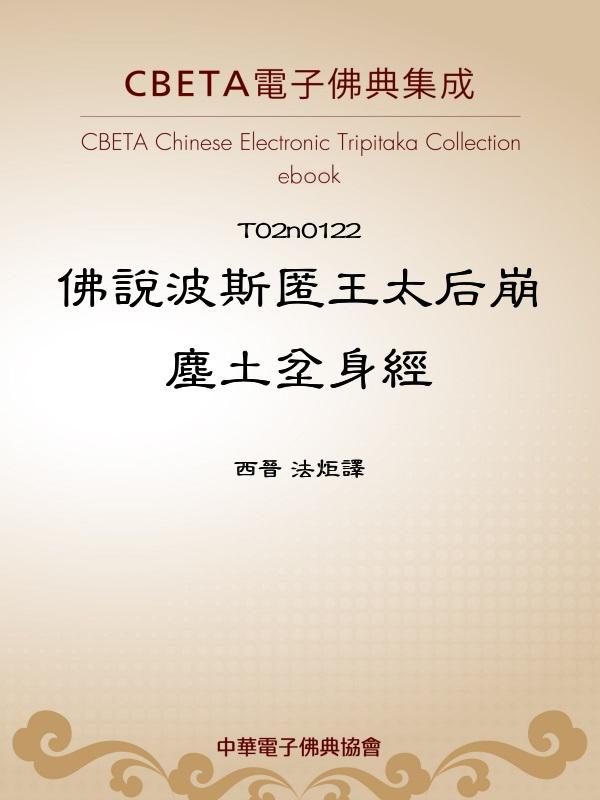 CBETA電子佛典集成
CBETA Chinese Electronic Tripitaka Collection
ebook
T02n0122
佛說波斯匿王太后崩
塵土坌身經
西晉 法炬譯
中華電子佛典協會